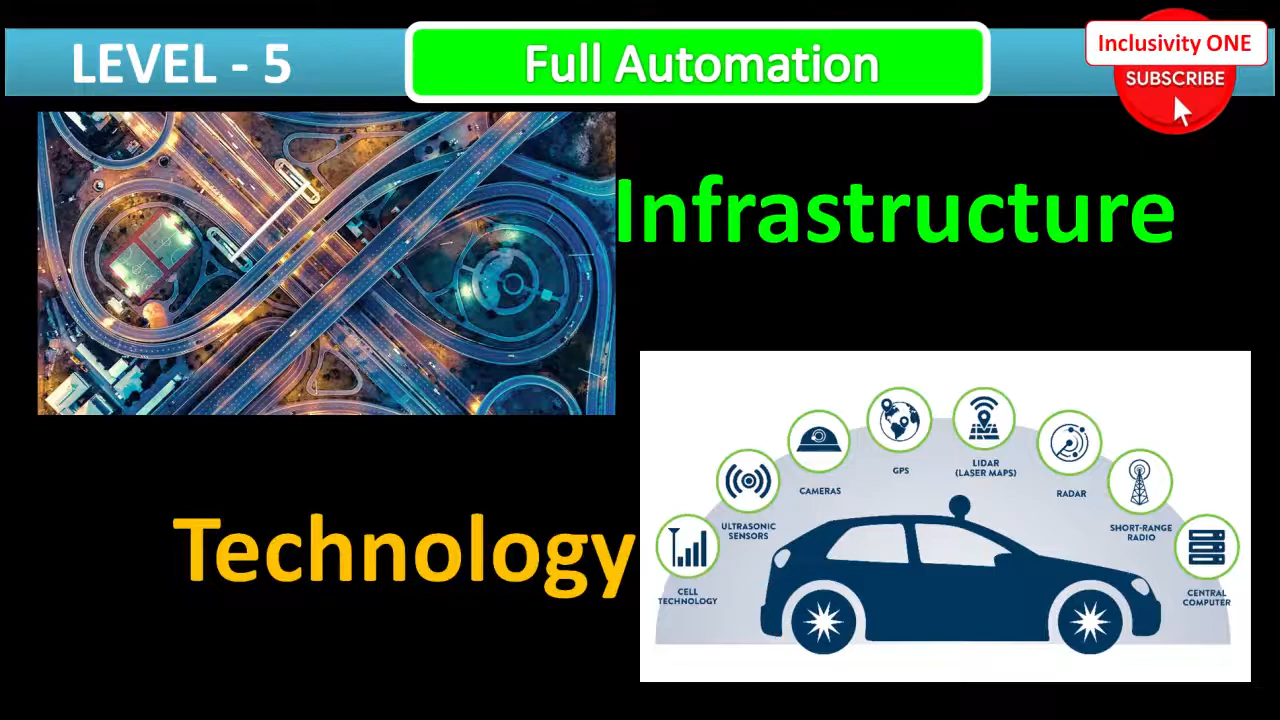 LEVEL - 5
Full Automation
Inclusivity ONE
SUBSCRIBE
Infrastructure
Technology
CELL
TECHNOLOGY
ULTRASONIC
SENSORS
CAMERAS
GPS
LIDAR
(LASER MAPS)
RADAR
SHORT-RANGE
RADIO
CENTRAL
COMPUTER